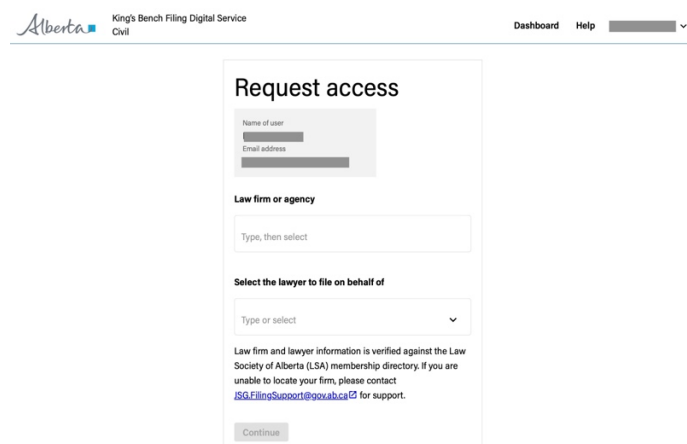 Alberta
King's Bench Filing Digital Service
Civil
Dashboard Help
Request access
Name of user
Email address
Law firm or agency
Type, then select
Select the lawyer to file on behalf of
Type or select
Law firm and lawyer information is verified against the Law
Society of Alberta (LSA) membership directory. If you are
unable to locate your firm, please contact
JSG.FilingSupport@gov.ab.ca for support.
Continue